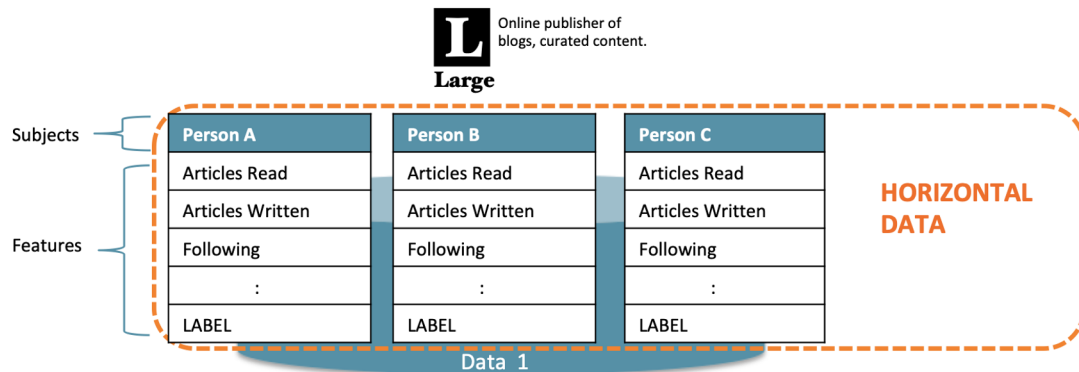 L
Large
Online publisher of
blogs, curated content.
Subjects
Person A
Person B
Person C
Features
Articles Read
Articles Read
Articles Read
Articles Written
Articles Written
Articles Written
Following
Following
Following
:
:
:
LABEL
LABEL
LABEL
HORIZONTAL
DATA
Data 1